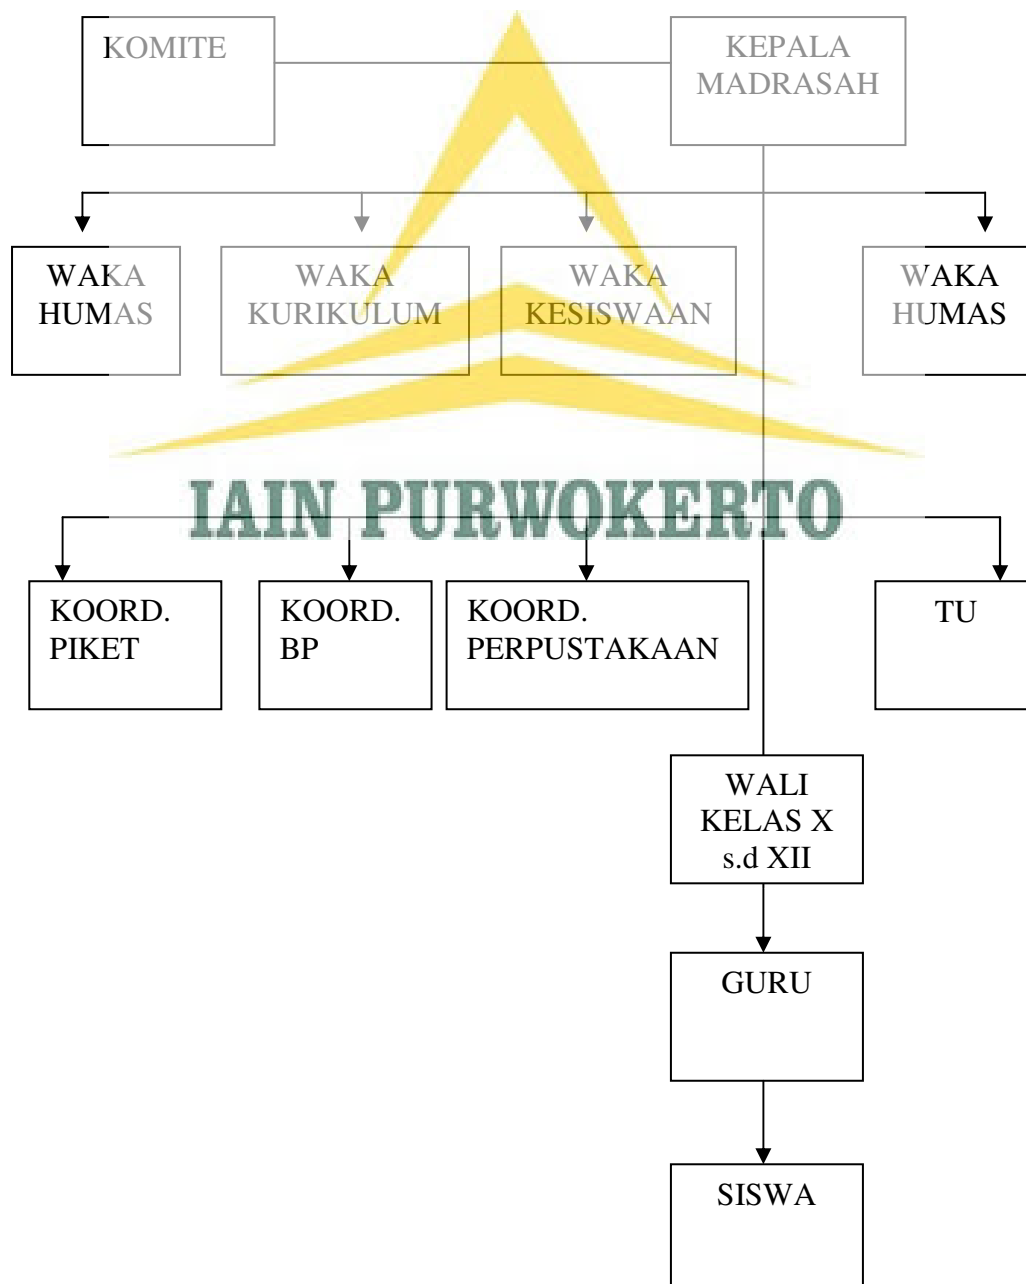 KOMITE
KEPALA
MADRASAH
WAKA
HUMAS
WAKA
KURIKULUM
WAKA
KESISWAAN
WAKA
HUMAS
IAIN PURWOKERTO
KOORD.
PIKET
KOORD.
BP
KOORD.
PERPUSTAKAAN
TU
WALI
KELAS X
s.d XII
GURU
SISWA